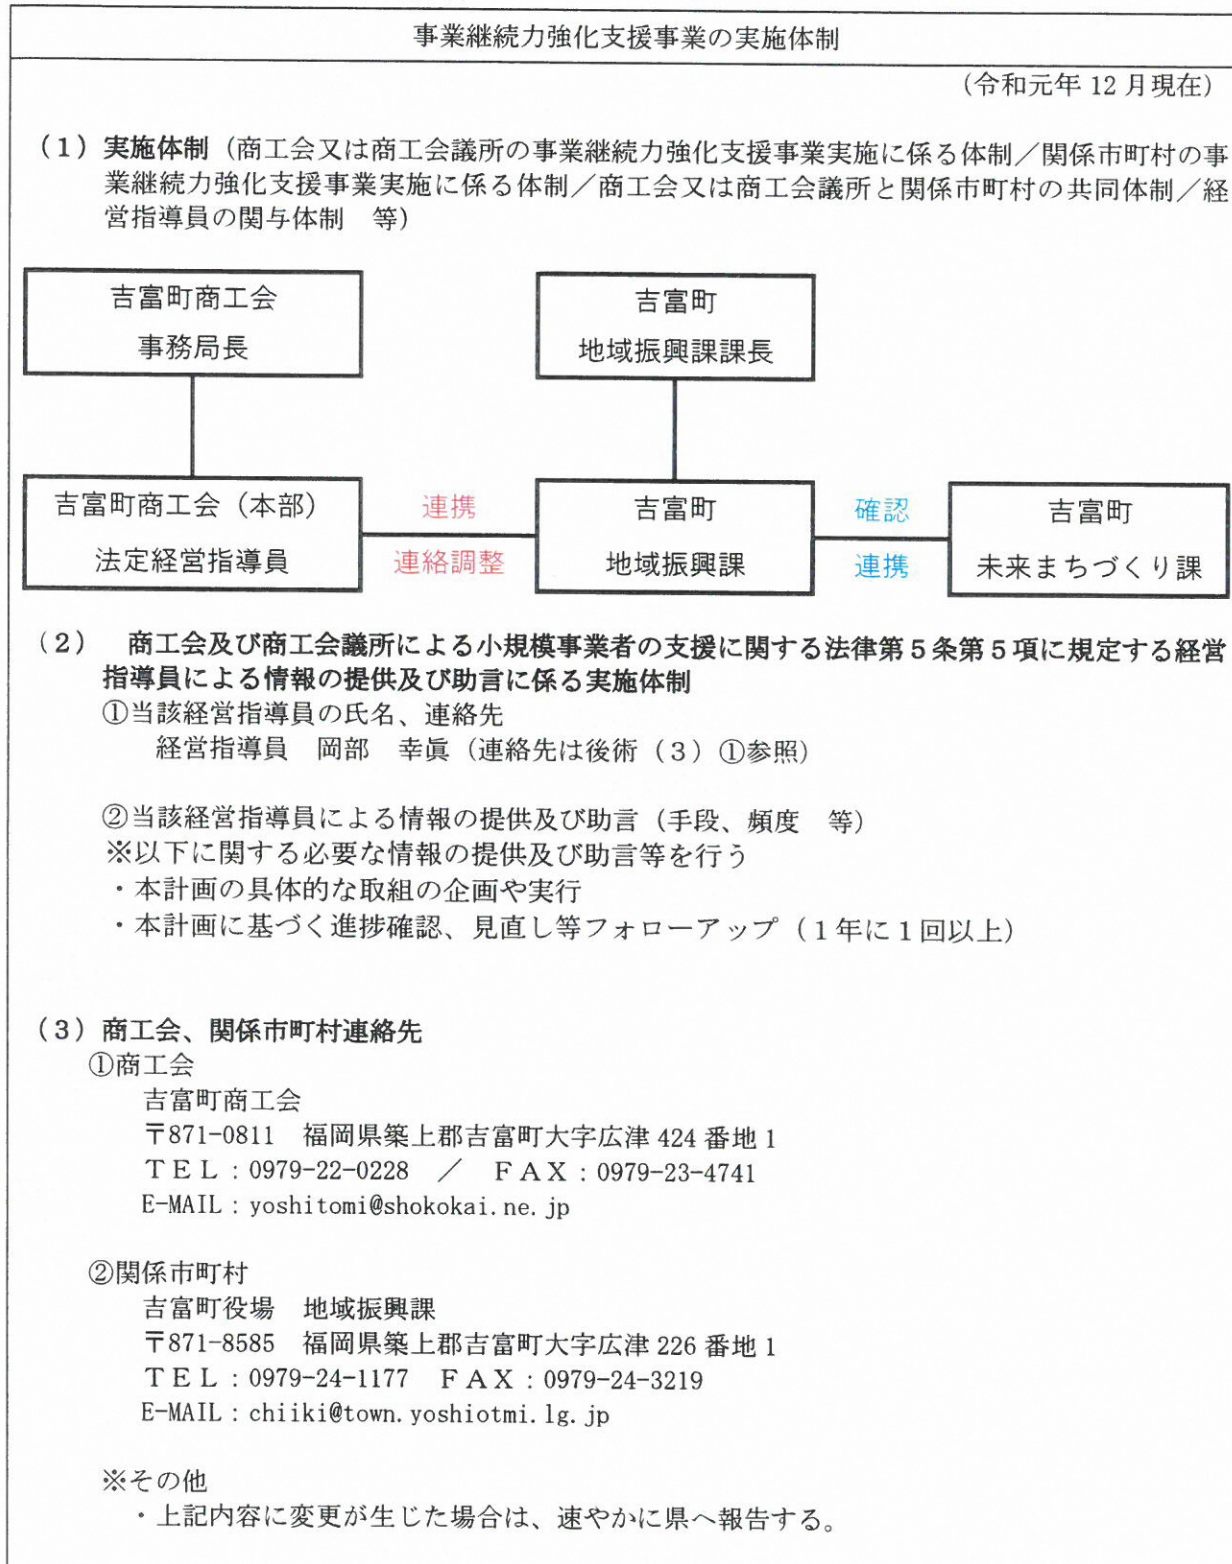 事業継続力強化支援事業の実施体制
(令和元年 12 月現在)
(1)実施体制(商工会又は商工会議所の事業継続力強化支援事業実施に係る体制/関係市町村の事
業継続力強化支援事業実施に係る体制/商工会又は商工会議所と関係市町村の共同体制/経
営指導員の関与体制 等)
吉富町商工会
事務局長
吉富町
地域振興課課長
吉富町商工会(本部)
法定経営指導員
連携
連絡調整
吉富町
地域振興課
確認
連携
吉富町
未来まちづくり課
(2) 商工会及び商工会議所による小規模事業者の支援に関する法律第5条第5項に規定する経営
指導員による情報の提供及び助言に係る実施体制
①当該経営指導員の氏名、連絡先
経営指導員 岡部 幸眞(連絡先は後術(3)①参照)
②当該経営指導員による情報の提供及び助言(手段、頻度 等)
※以下に関する必要な情報の提供及び助言等を行う
・本計画の具体的な取組の企画や実行
・本計画に基づく進捗確認、見直し等フォローアップ(1年に1回以上)
(3)商工会、関係市町村連絡先
①商工会
吉富町商工会
〒871-0811 福岡県築上郡吉富町大字広津 424 番地 1
TEL:0979-22-0228 / FAX:0979-23-4741
E-MAIL:yoshitomi@shokokai.ne.jp
②関係市町村
吉富町役場 地域振興課
〒871-8585 福岡県築上郡吉富町大字広津 226 番地 1
TEL:0979-24-1177 FAX:0979-24-3219
E-MAIL:chiiki@town.yoshiotmi.lg.jp
※その他
・上記内容に変更が生じた場合は、速やかに県へ報告する。